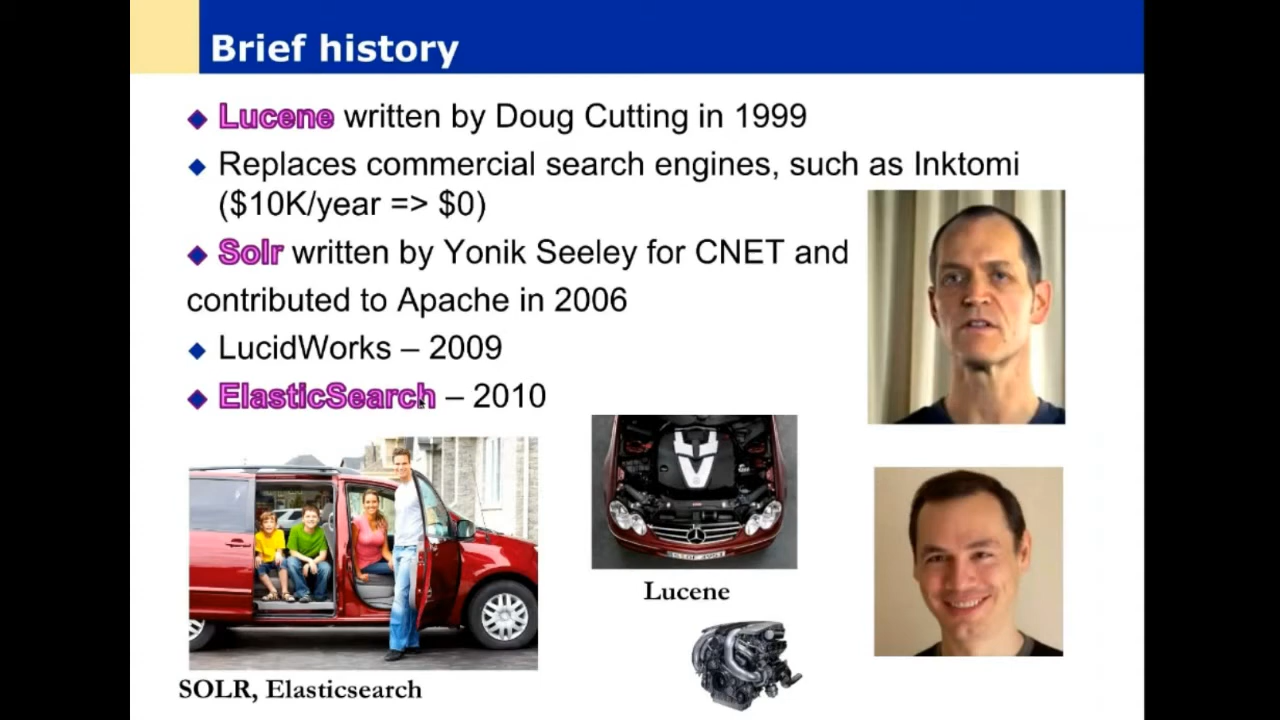 Brief history
Lucene written by Doug Cutting in 1999
Replaces commercial search engines, such as Inktomi
($10K/year => $0)
Solr written by Yonik Seeley for CNET and
contributed to Apache in 2006
LucidWorks – 2009
ElasticSearch – 2010
Lucene
SOLR, Elasticsearch